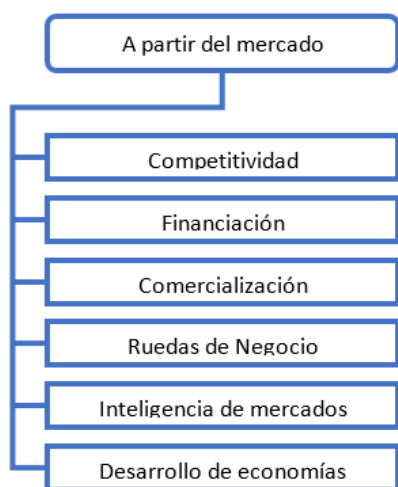 A partir del mercado
Competitividad
Financiación
Comercialización
Ruedas de Negocio
Inteligencia de mercados
Desarrollo de economías